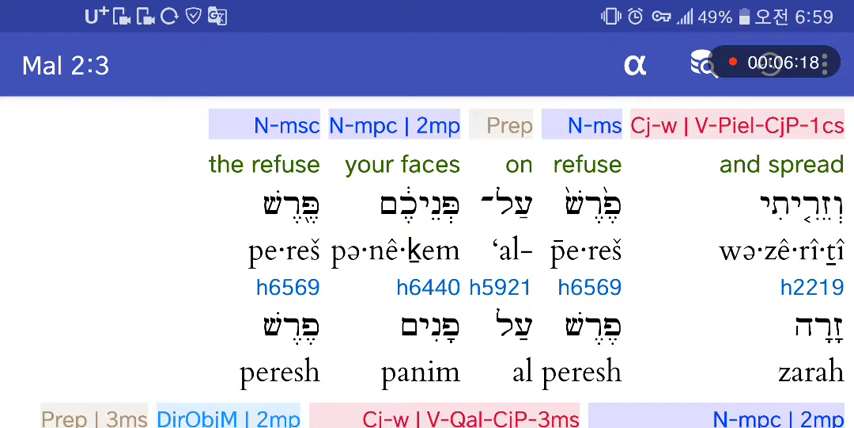 U+ 49% 오전 6:59
Mal 2:3 α 00:06:18
N-msc N-mpc | 2mp Prep N-ms Cj-w | V-Piel-CjP-1cs
the refuse your faces on refuse and spread
וְזֵרִ֤יתִי פֶ֙רֶשׁ֙ עַל־ פְּנֵיכֶ֔ם פֶּ֖רֶשׁ
pe·reš pə·nê·ḵem ‘al- p̄e·reš wə·zê·rî·ṯî
h6569 h6440 h5921 h6569 h2219
זָרָה פֶּרֶשׁ עַל פָּנִים פֶּרֶשׁ
peresh panim al peresh zarah
Prep | 3ms DirObjM | 2mp Cj-w | V-Qal-CjP-3ms N-mpc | 2mp